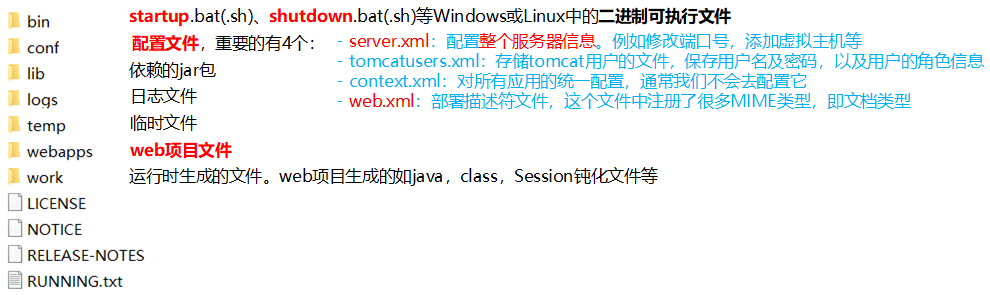 bin startup.bat(.sh)、shutdown.bat(.sh)等Windows或Linux中的二进制可执行文件
conf 配置文件，重要的有4个： - server.xml：配置整个服务器信息。例如修改端口号，添加虚拟主机等
- tomcatusers.xml：存储tomcat用户的文件，保存用户名及密码，以及用户的角色信息
lib 依赖的jar包
- context.xml：对所有应用的统一配置，通常我们不会去配置它
logs 日志文件
- web.xml：部署描述符文件，这个文件中注册了很多MIME类型，即文档类型
temp 临时文件
webapps web项目文件
work 运行时生成的文件。web项目生成的如java，class，Session钝化文件等
LICENSE
NOTICE
RELEASE-NOTES
RUNNING.txt